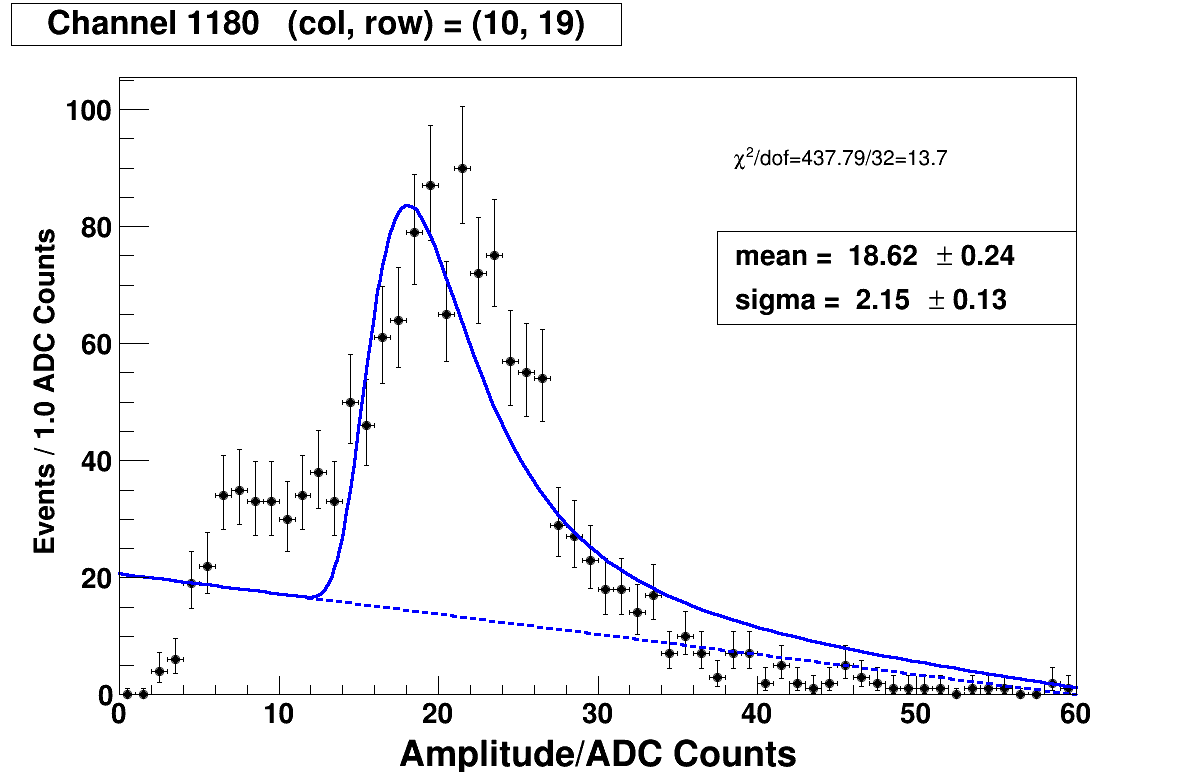 Channel 1180 (col, row) = (10, 19)
100
80
60
40
20
0
Events / 1.0 ADC Counts
χ²/dof=437.79/32=13.7
mean = 18.62 ± 0.24
sigma = 2.15 ± 0.13
0 10 20 30 40 50 60
Amplitude/ADC Counts